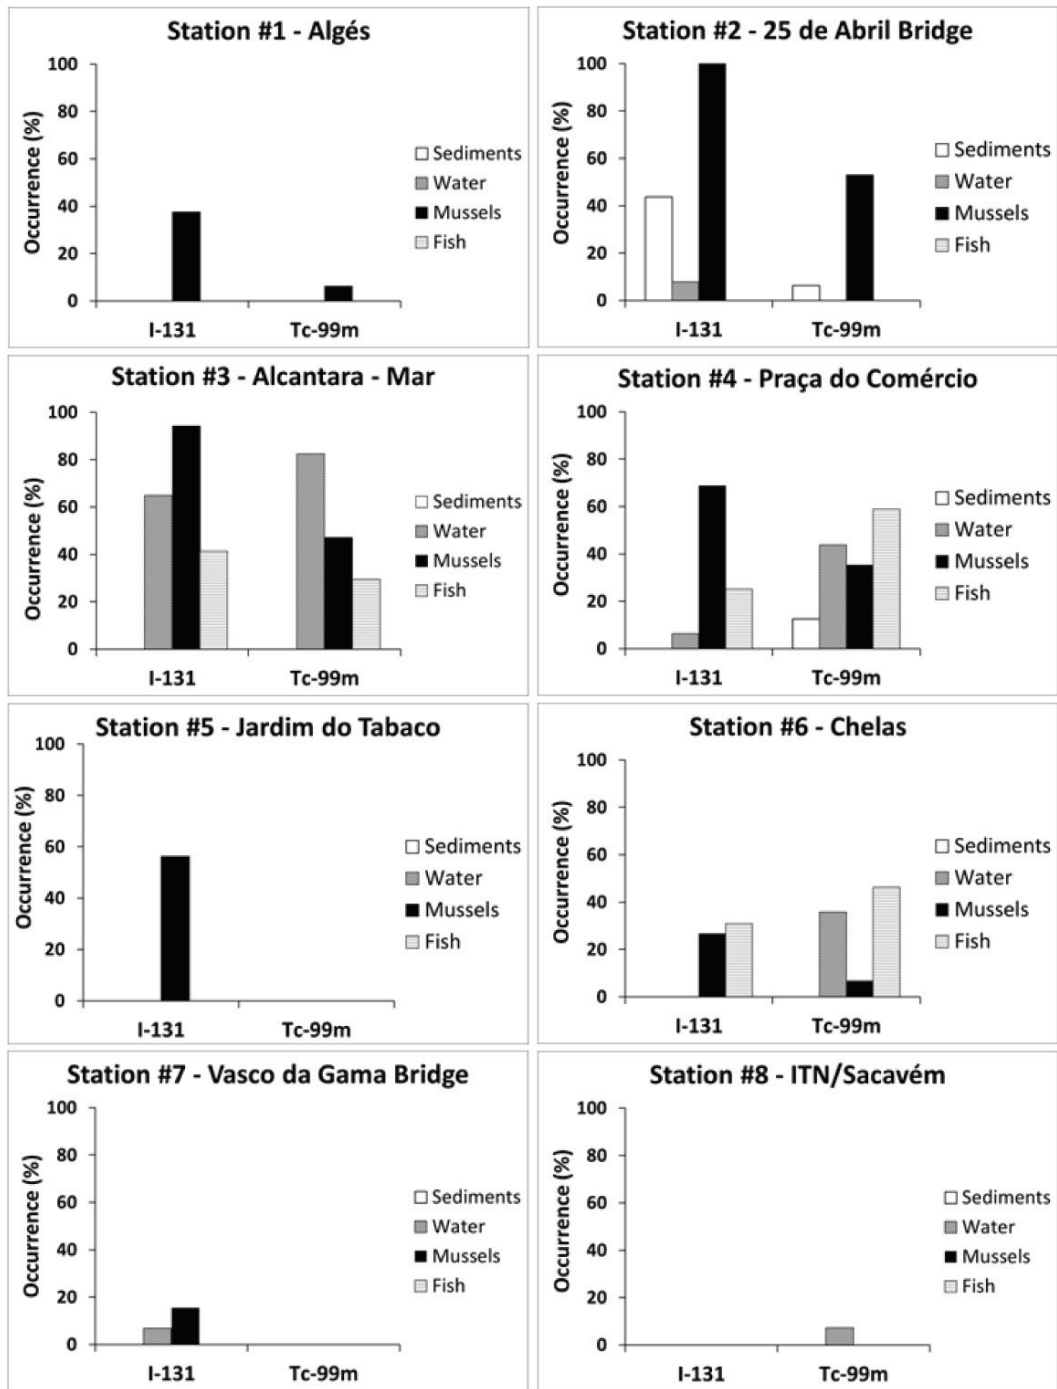 Station #1 - Algés
Occurrence (%)
100
80
60
40
20
0
I-131
Tc-99m
Sediments
Water
Mussels
Fish
Station #2 - 25 de Abril Bridge
Occurrence (%)
100
80
60
40
20
0
I-131
Tc-99m
Sediments
Water
Mussels
Fish
Station #3 - Alcantara - Mar
Occurrence (%)
100
80
60
40
20
0
I-131
Tc-99m
Sediments
Water
Mussels
Fish
Station #4 - Praça do Comércio
Occurrence (%)
100
80
60
40
20
0
I-131
Tc-99m
Sediments
Water
Mussels
Fish
Station #5 - Jardim do Tabaco
Occurrence (%)
100
80
60
40
20
0
I-131
Tc-99m
Sediments
Water
Mussels
Fish
Station #6 - Chelas
Occurrence (%)
100
80
60
40
20
0
I-131
Tc-99m
Sediments
Water
Mussels
Fish
Station #7 - Vasco da Gama Bridge
Occurrence (%)
100
80
60
40
20
0
I-131
Tc-99m
Sediments
Water
Mussels
Fish
Station #8 - ITN/Sacavém
Occurrence (%)
100
80
60
40
20
0
I-131
Tc-99m
Sediments
Water
Mussels
Fish